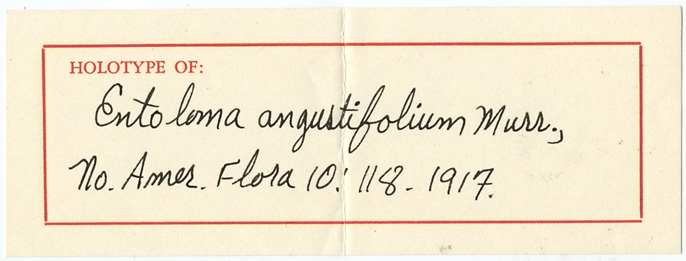 HOLOTYPE OF:
Entoloma angustifolium Murr.,
No. Amer. Flora 10: 118. 1917.